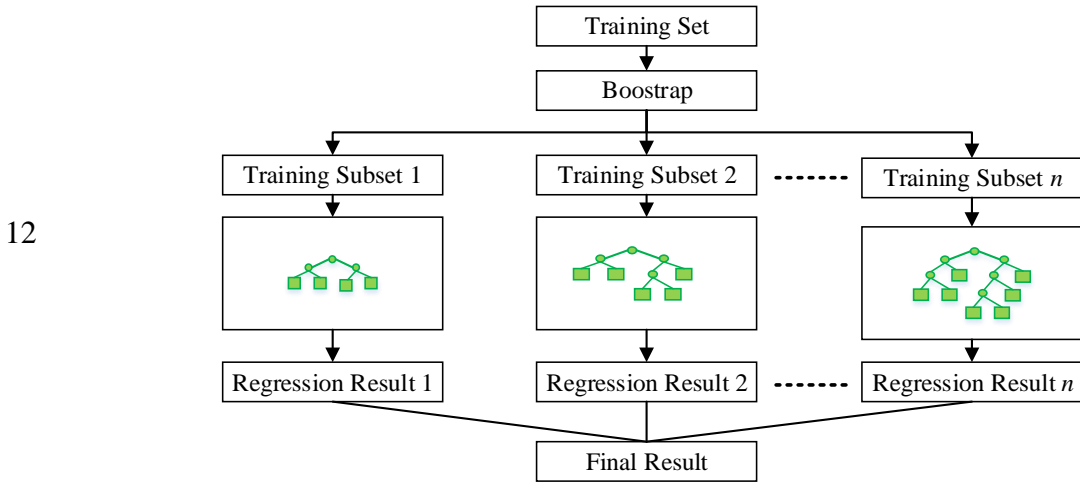 Training Set
Boostrap
Training Subset 1
Training Subset 2
Training Subset n
12
Regression Result 1
Regression Result 2
Regression Result n
Final Result